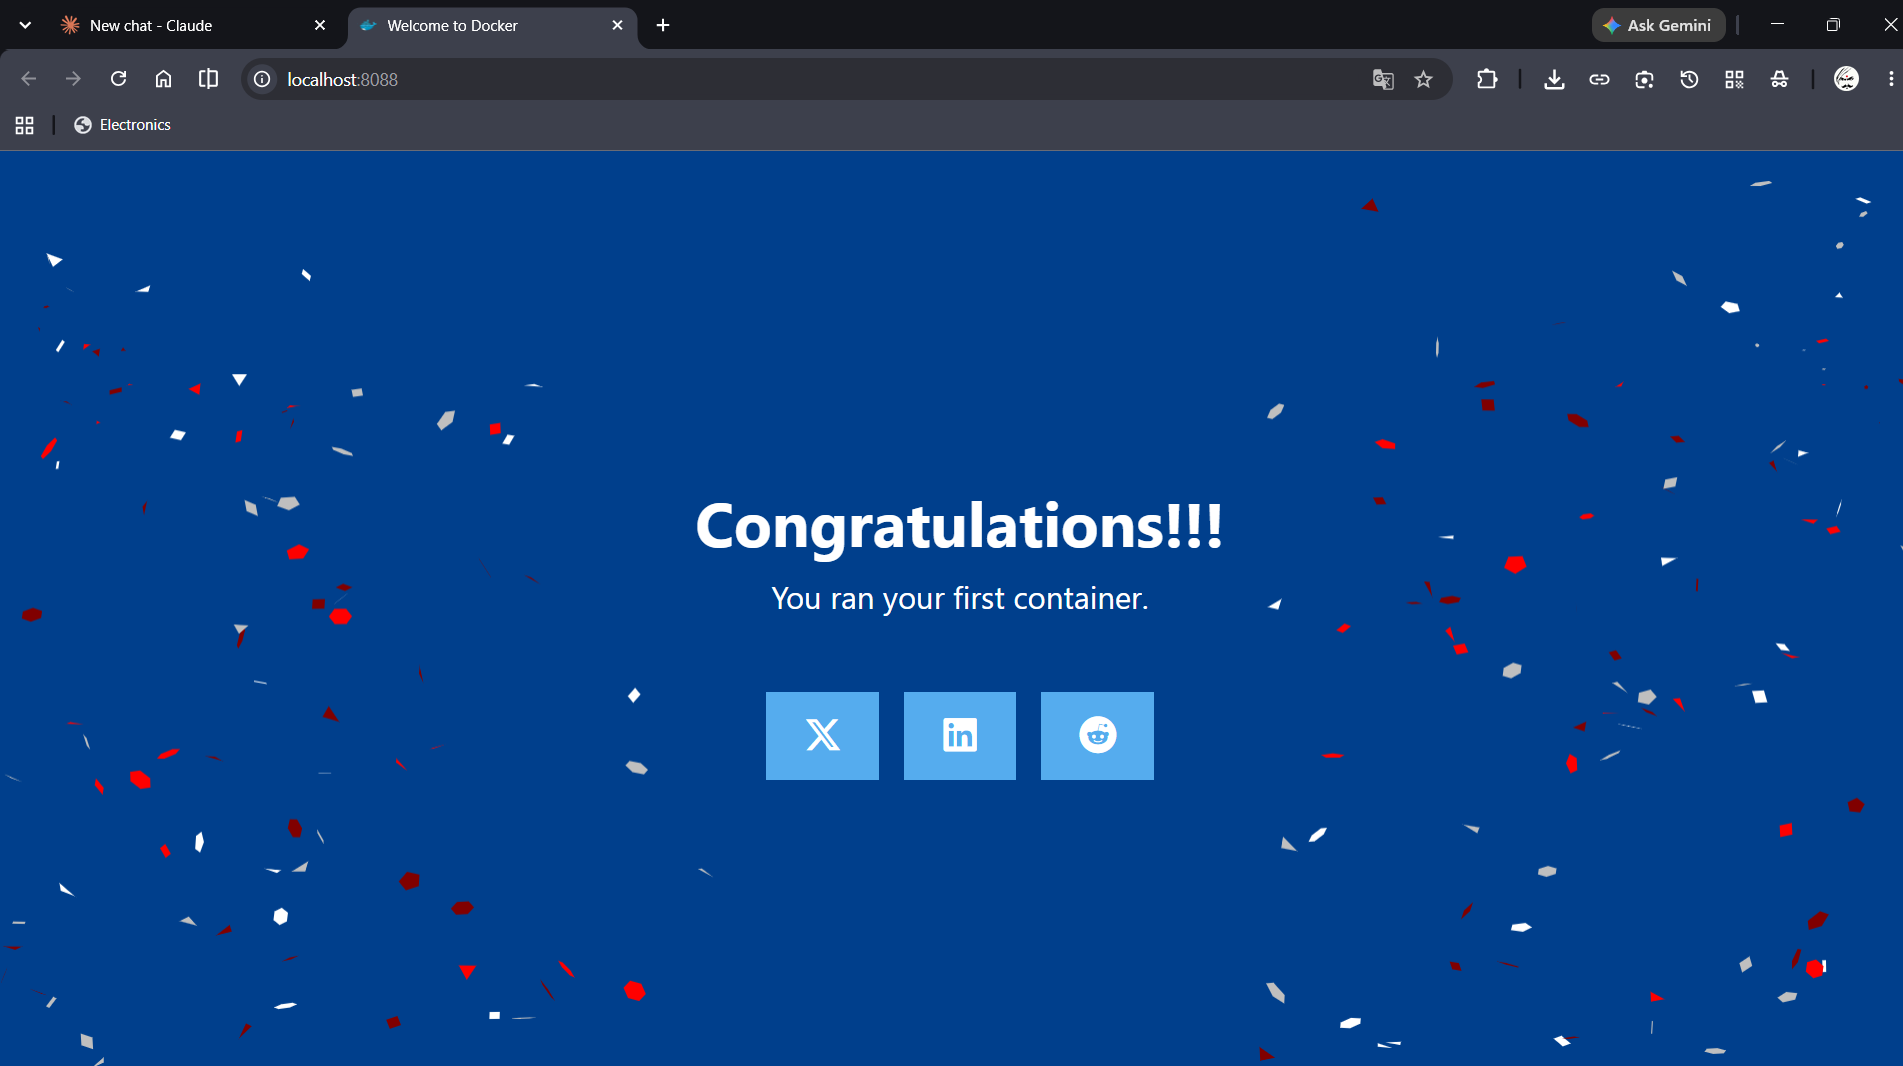 New chat - Claude
Welcome to Docker
Ask Gemini
localhost:8088
Electronics
Congratulations!!!
You ran your first container.